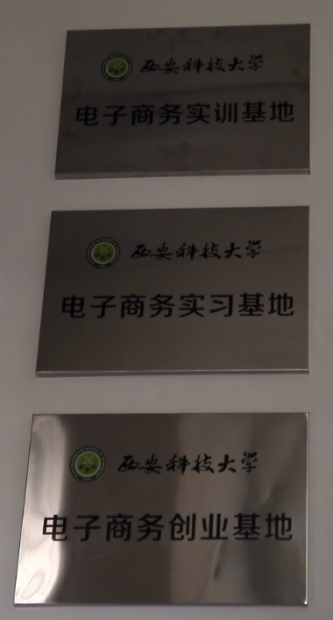 西安科技大学
电子商务实训基地
西安科技大学
电子商务实习基地
西安科技大学
电子商务创业基地